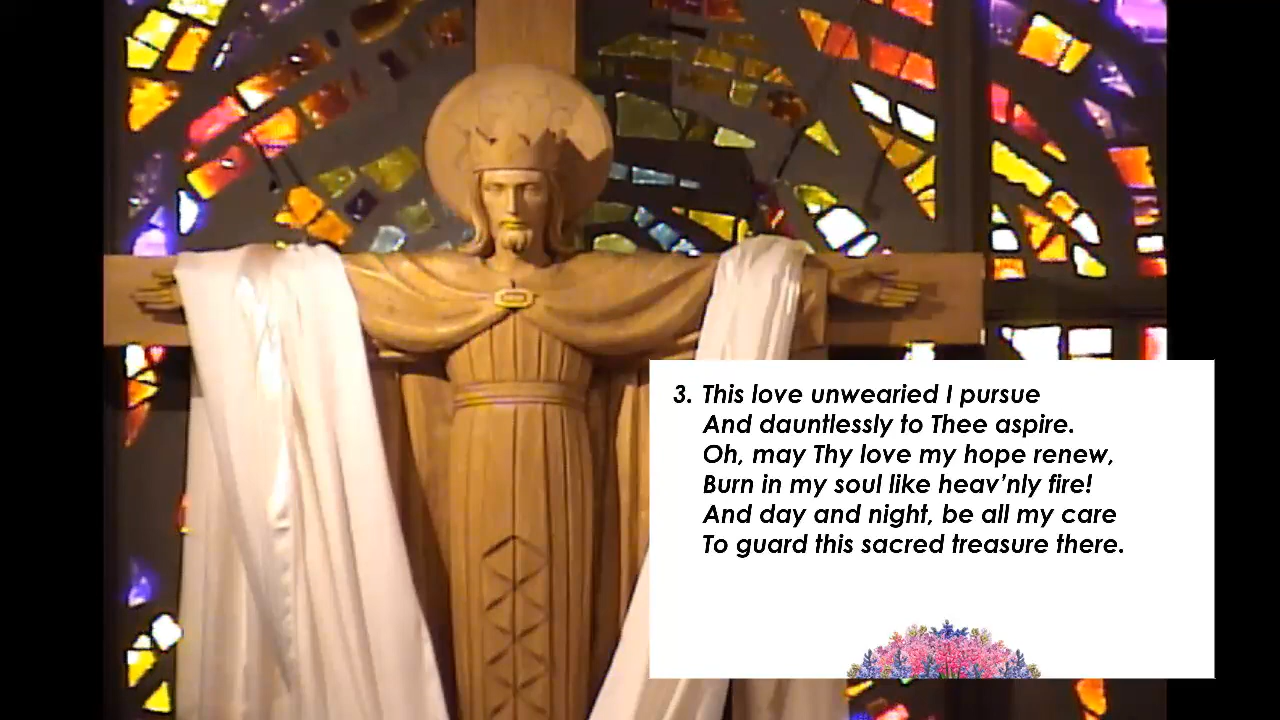 3. This love unwearied I pursue
And dauntlessly to Thee aspire.
Oh, may Thy love my hope renew,
Burn in my soul like heav'nly fire!
And day and night, be all my care
To guard this sacred treasure there.